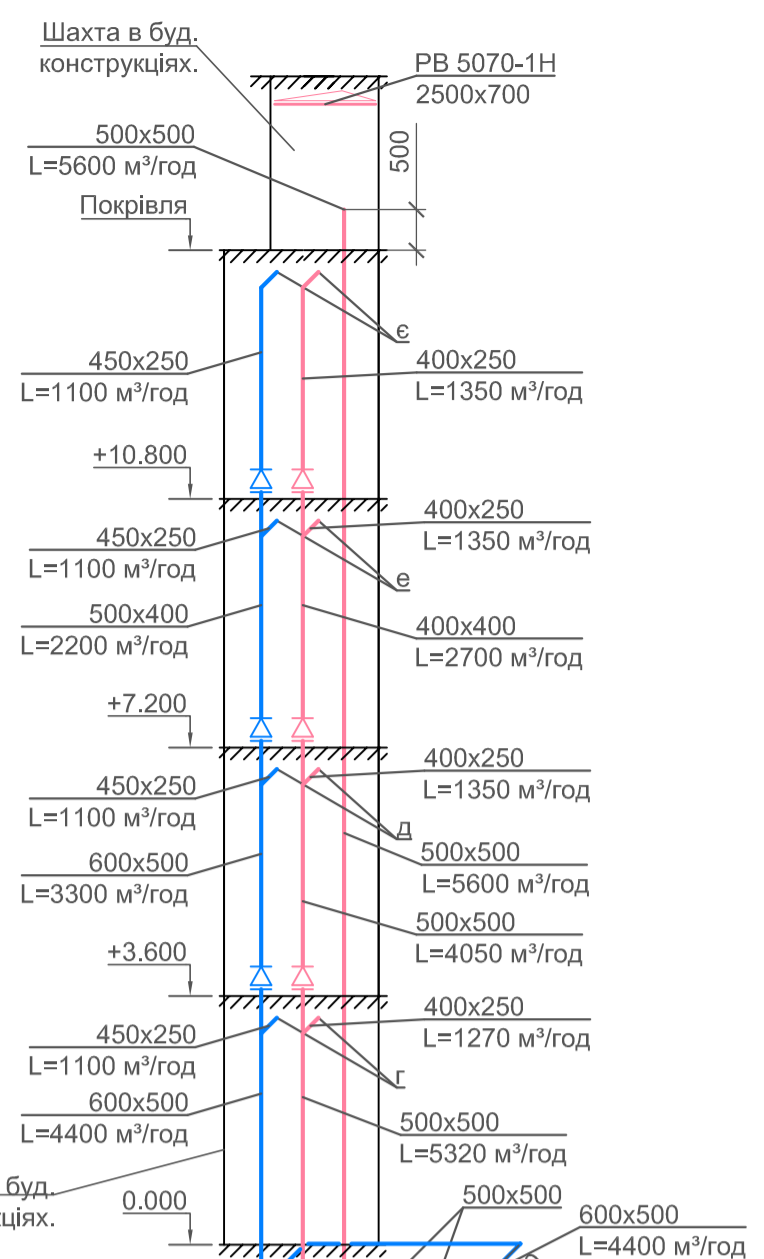 Шахта в буд.
конструкціях.
РВ 5070-1Н
2500x700
500x500
L=5600 м³/год
500
Покрівля
є
450x250
L=1100 м³/год
400x250
L=1350 м³/год
+10.800
400x250
L=1350 м³/год
450x250
L=1100 м³/год
е
500x400
L=2200 м³/год
400x400
L=2700 м³/год
+7.200
400x250
L=1350 м³/год
450x250
L=1100 м³/год
д
500x500
L=5600 м³/год
600x500
L=3300 м³/год
500x500
L=4050 м³/год
+3.600
400x250
L=1270 м³/год
450x250
L=1100 м³/год
г
600x500
L=4400 м³/год
500x500
L=5320 м³/год
буд.
0.000
500x500
600x500
L=4400 м³/год